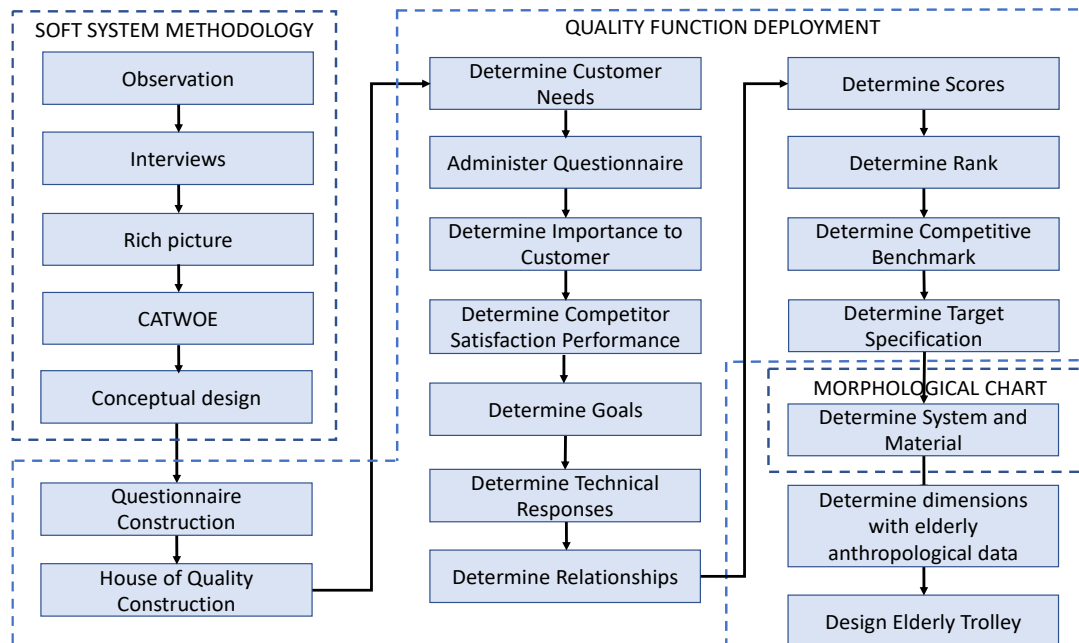 SOFT SYSTEM METHODOLOGY
Observation
Interviews
Rich picture
CATWOE
Conceptual design
Questionnaire
Construction
House of Quality
Construction
QUALITY FUNCTION DEPLOYMENT
Determine Customer
Needs
Administer Questionnaire
Determine Importance to
Customer
Determine Competitor
Satisfaction Performance
Determine Goals
Determine Technical
Responses
Determine Relationships
Determine Scores
Determine Rank
Determine Competitive
Benchmark
Determine Target
Specification
MORPHOLOGICAL CHART
Determine System and
Material
Determine dimensions
with elderly
anthropological data
Design Elderly Trolley